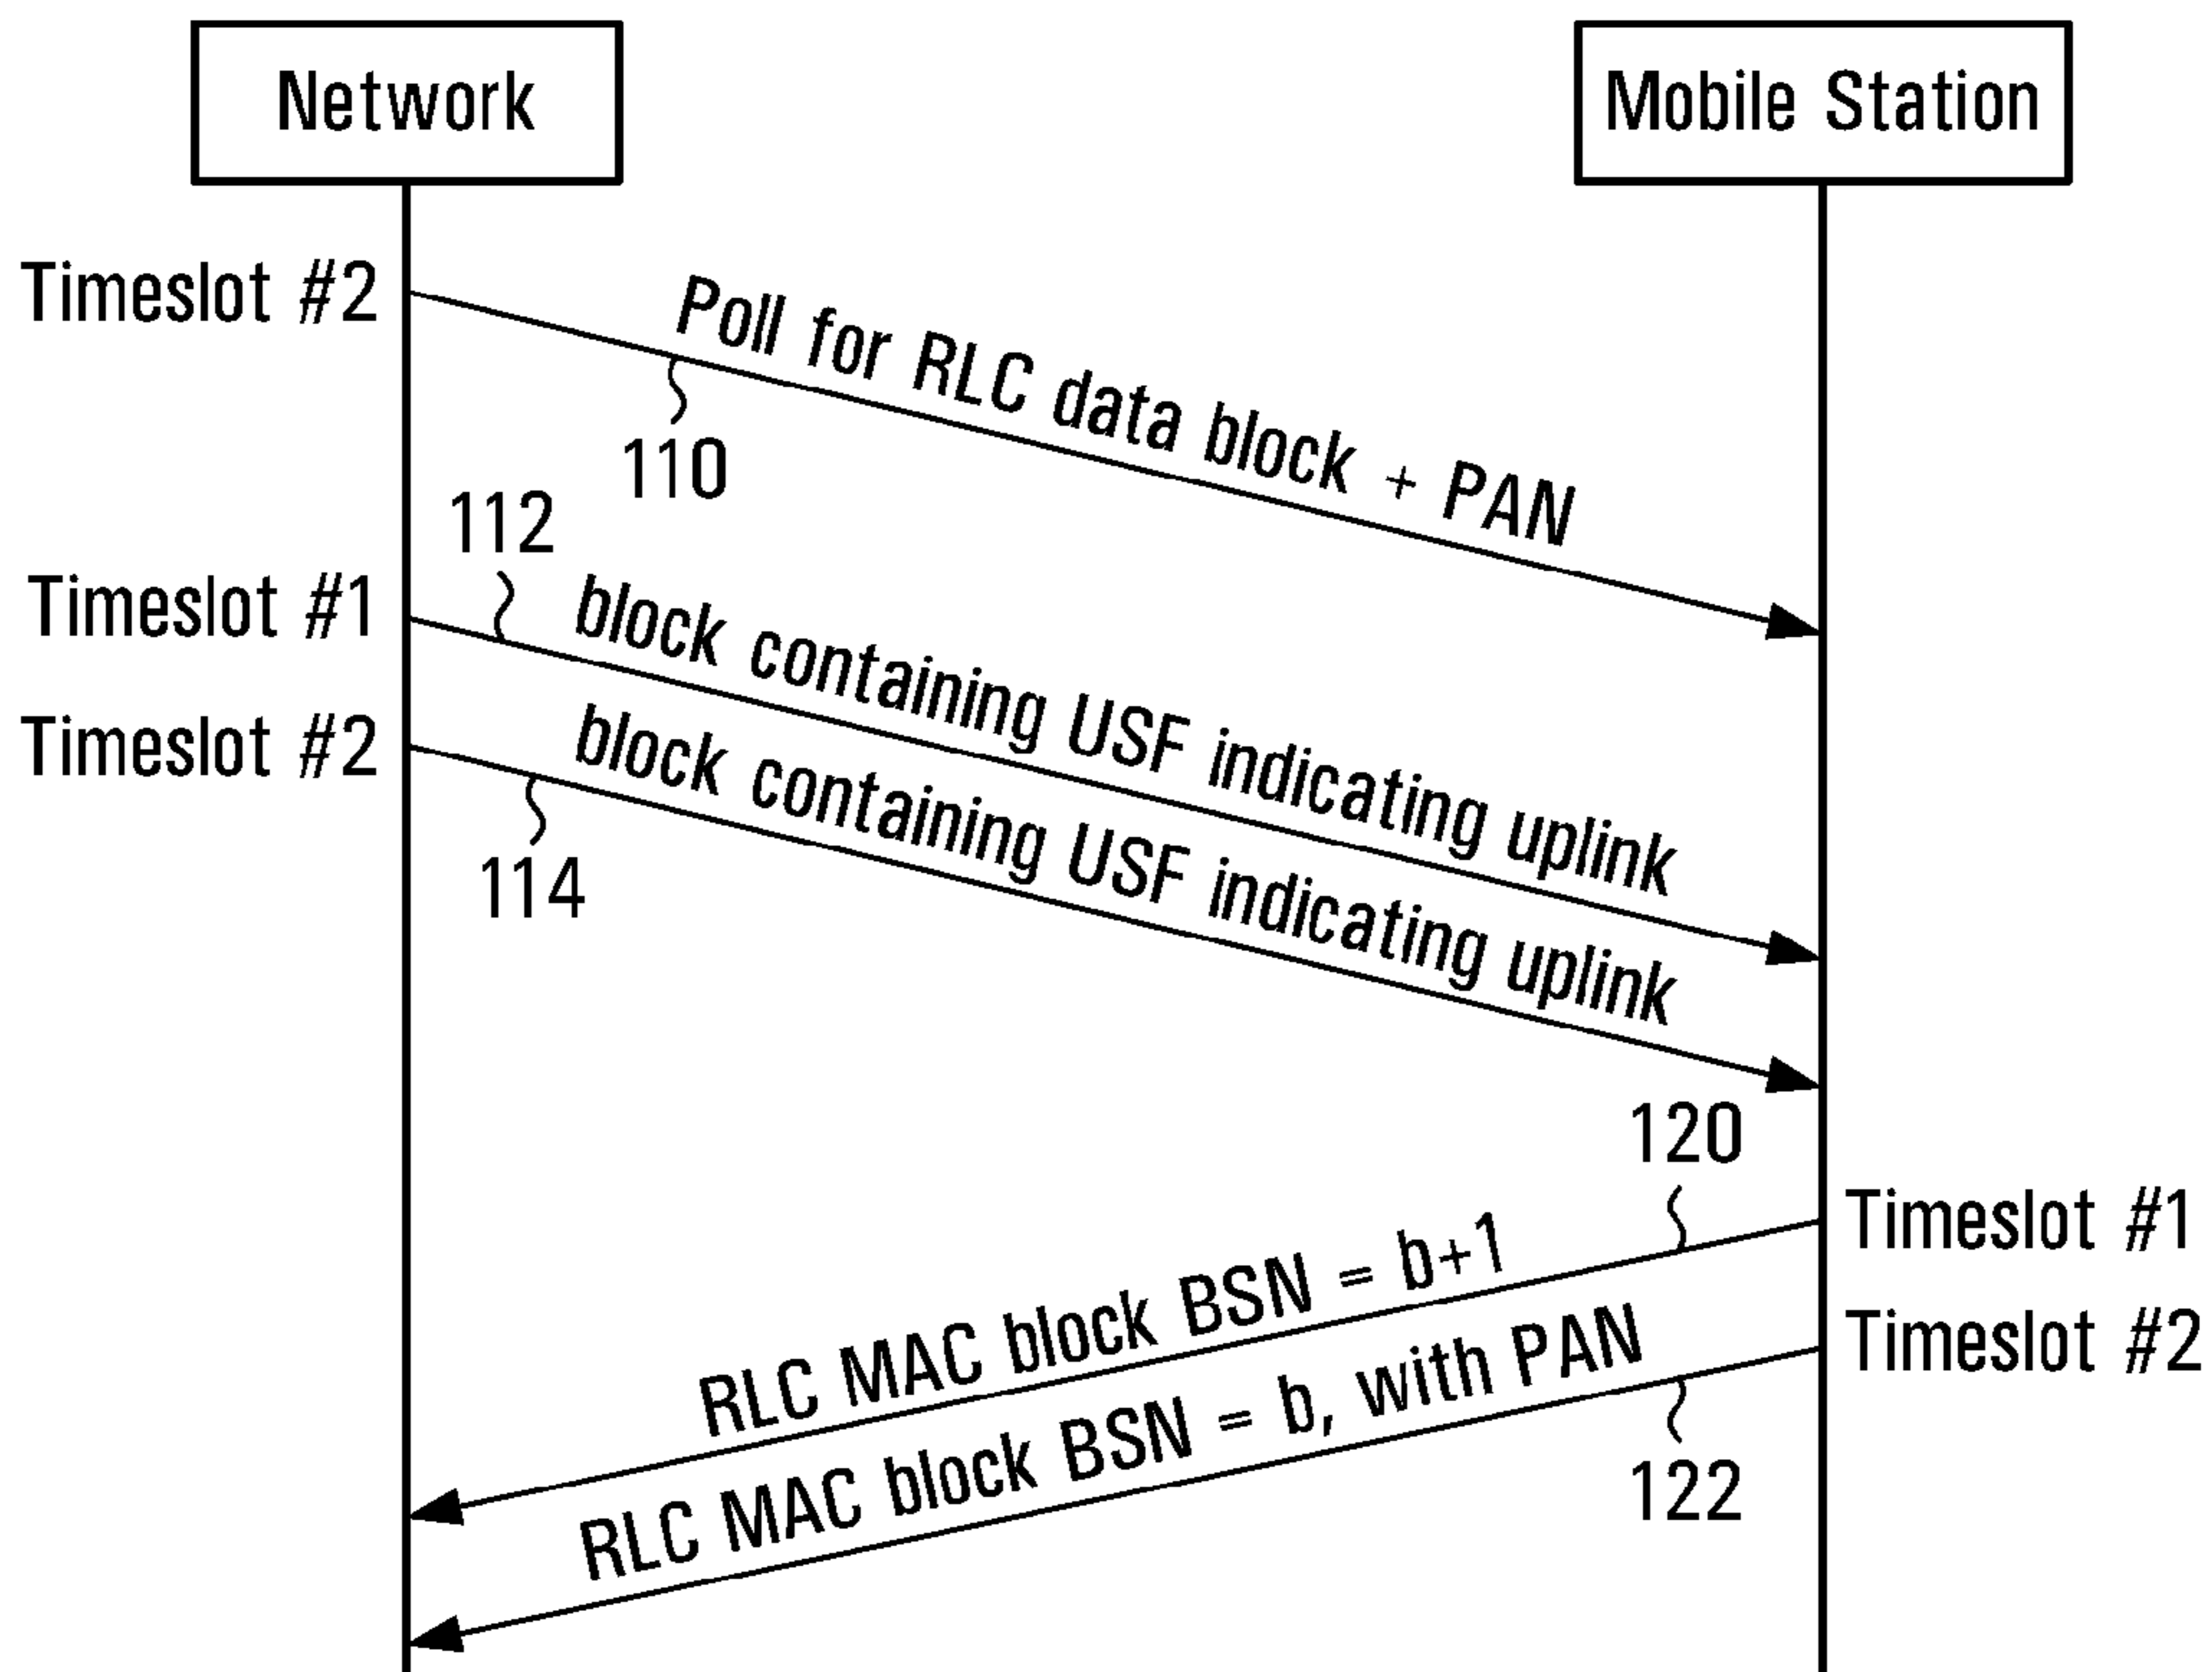 Network
Mobile Station
Timeslot #2
Poll for RLC data block + PAN
110
112
Timeslot #1
block containing USF indicating uplink
Timeslot #2
block containing USF indicating uplink
114
120
Timeslot #1
RLC MAC block BSN = b+1
Timeslot #2
RLC MAC block BSN = b, with PAN
122